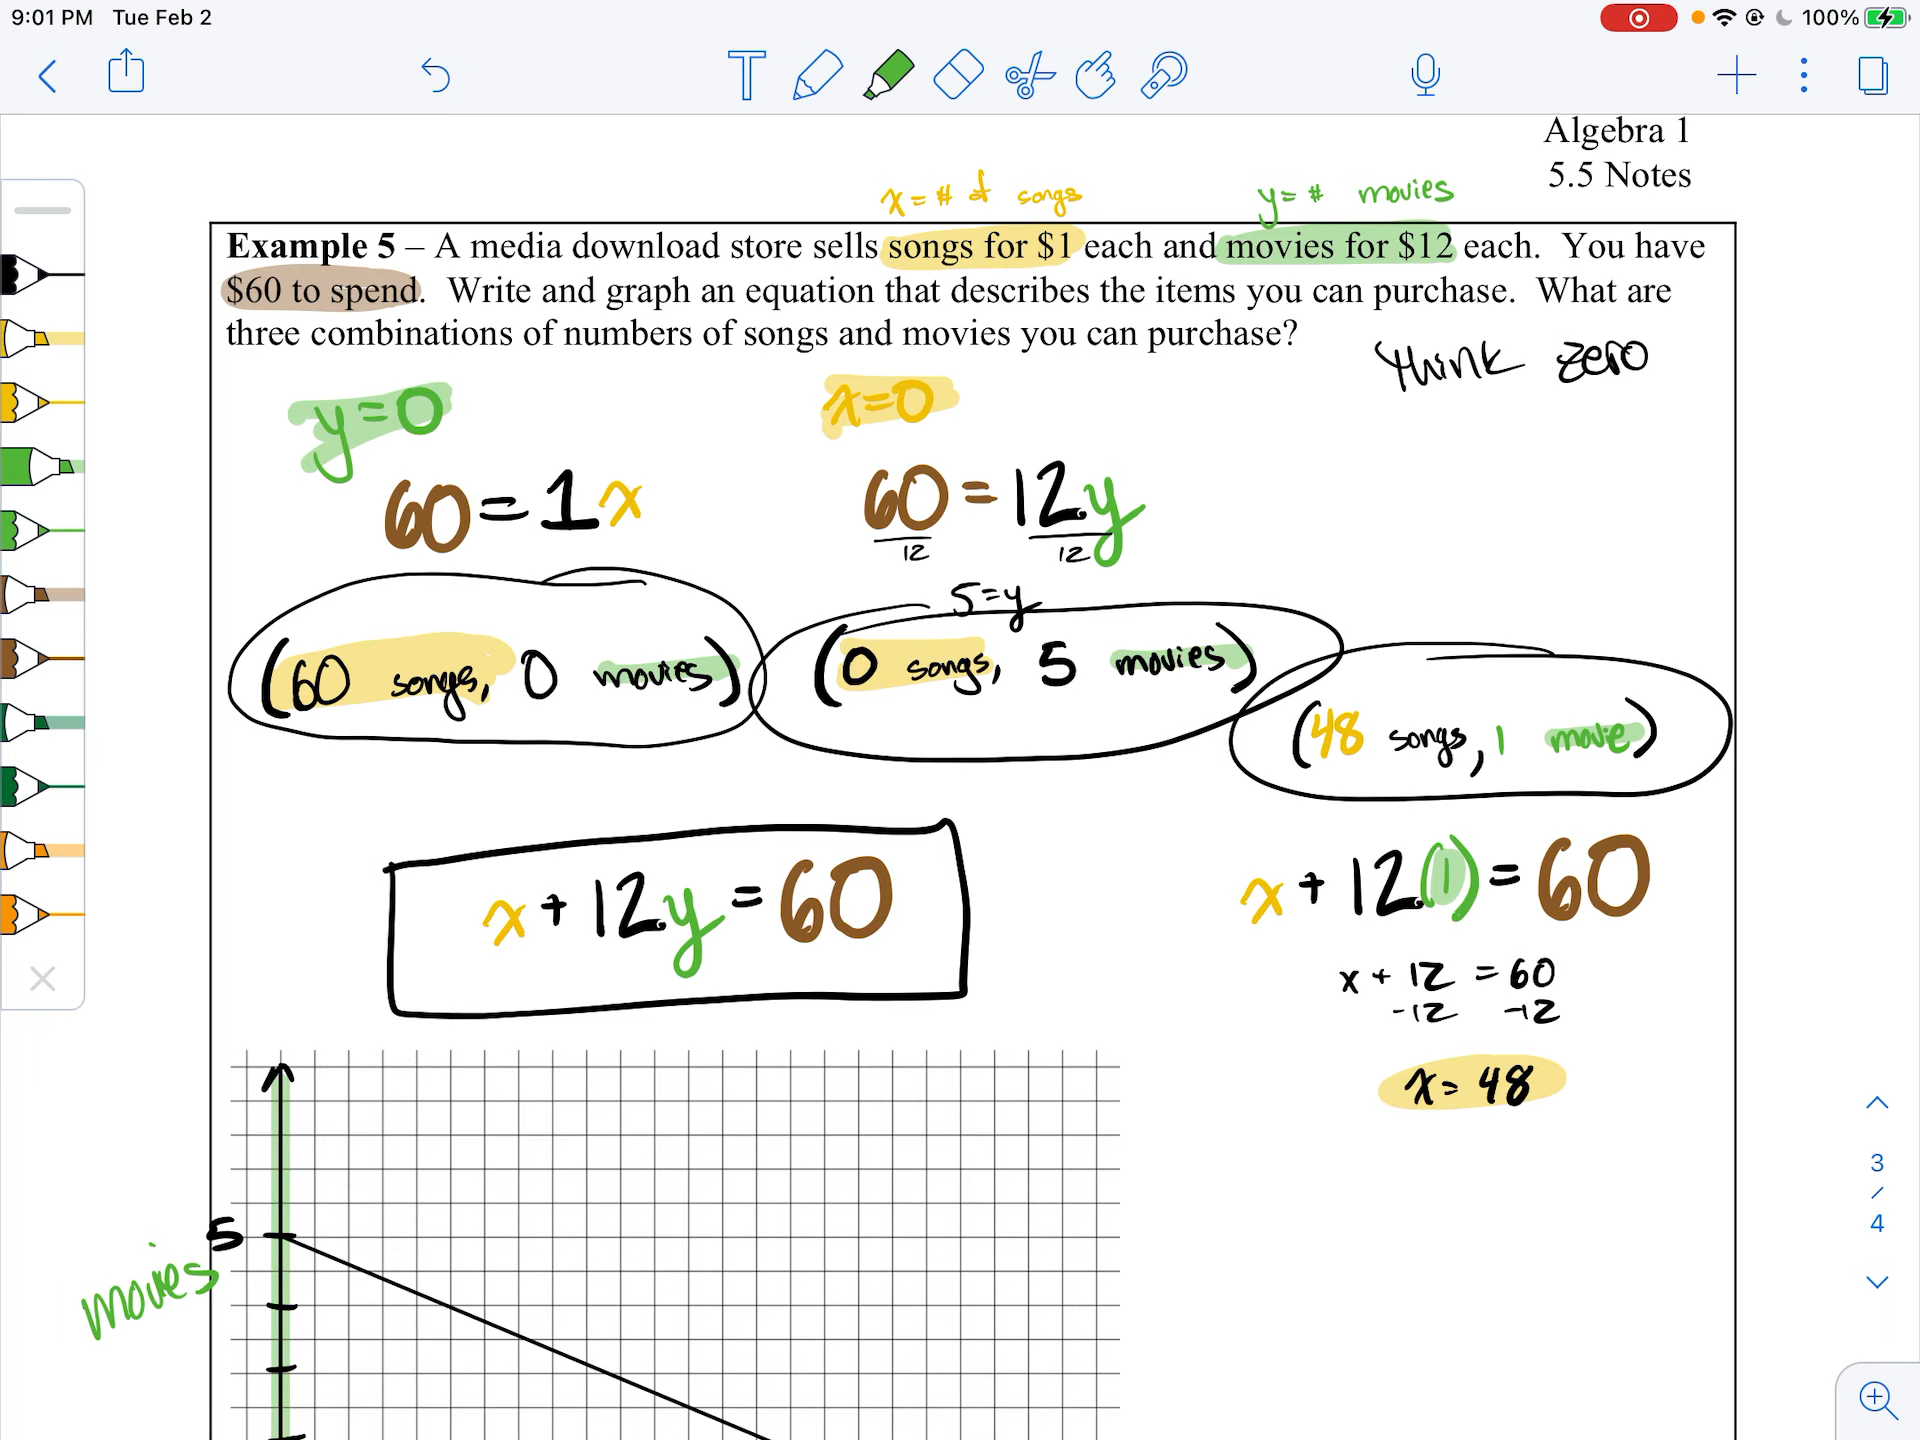 9:01 PM Tue Feb 2
100%
T
Algebra 1
5.5 Notes
x = # of songs
y = # movies
Example 5 – A media download store sells songs for $1 each and movies for $12 each. You have
$60 to spend. Write and graph an equation that describes the items you can purchase. What are
three combinations of numbers of songs and movies you can purchase?
think zero
y=0
x=0
60=1x
60=12y
12 12
5=y
(60 songs, 0 movies)
(0 songs, 5 movies)
(48 songs, 1 movie)
x+12y=60
x+12(1)=60
x+12 =60
-12 -12
x=48
3
/
4
5
movies